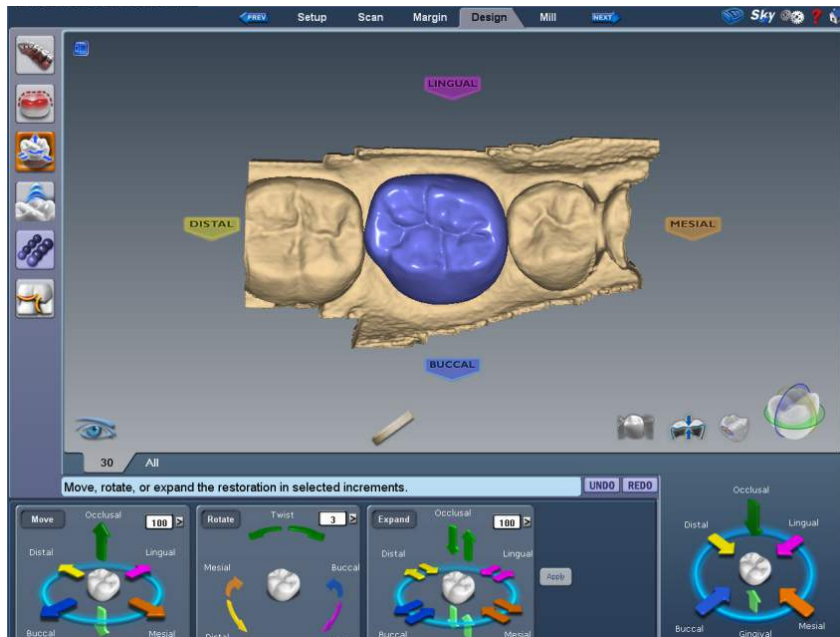 PREV Setup Scan Margin Design Mill NEXT Sky ?
LINGUAL
DISTAL
MESIAL
BUCCAL
30 All
Move, rotate, or expand the restoration in selected increments. UNDO REDO
Move Occlusal 100
Distal Lingual
Buccal Mesial
Rotate Twist 3
Mesial Buccal
Distal Lingual
Expand Occlusal 100
Distal Lingual
Buccal Mesial
Apply
Occlusal
Distal Lingual
Buccal Gingival Mesial